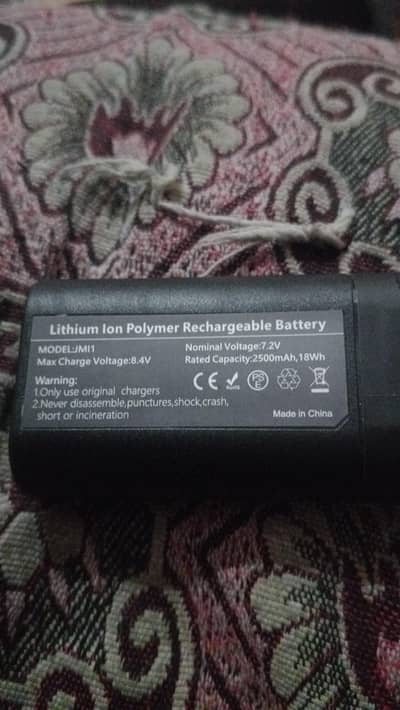 Lithium Ion Polymer Rechargeable Battery
MODEL:JMI1
Max Charge Voltage:8.4V
Nominal Voltage:7.2V
Rated Capacity:2500mAh,18Wh
Warning:
1.Only use original chargers
2.Never disassemble,punctures,shock,crash,
short or incineration
CE
Made in China